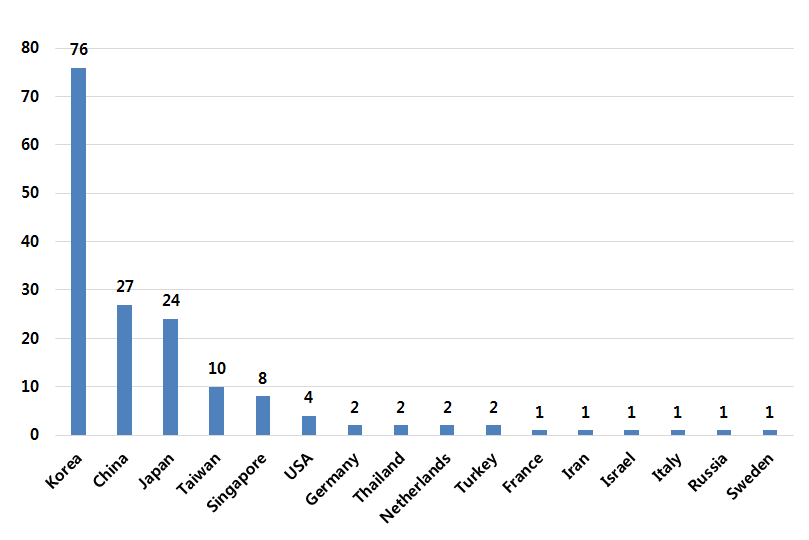 80
70
60
50
40
30
20
10
0
76
27
24
10
8
4
2
2
2
2
1
1
1
1
1
1
Korea
China
Japan
Taiwan
Singapore
USA
Germany
Thailand
Netherlands
Turkey
France
Iran
Israel
Italy
Russia
Sweden